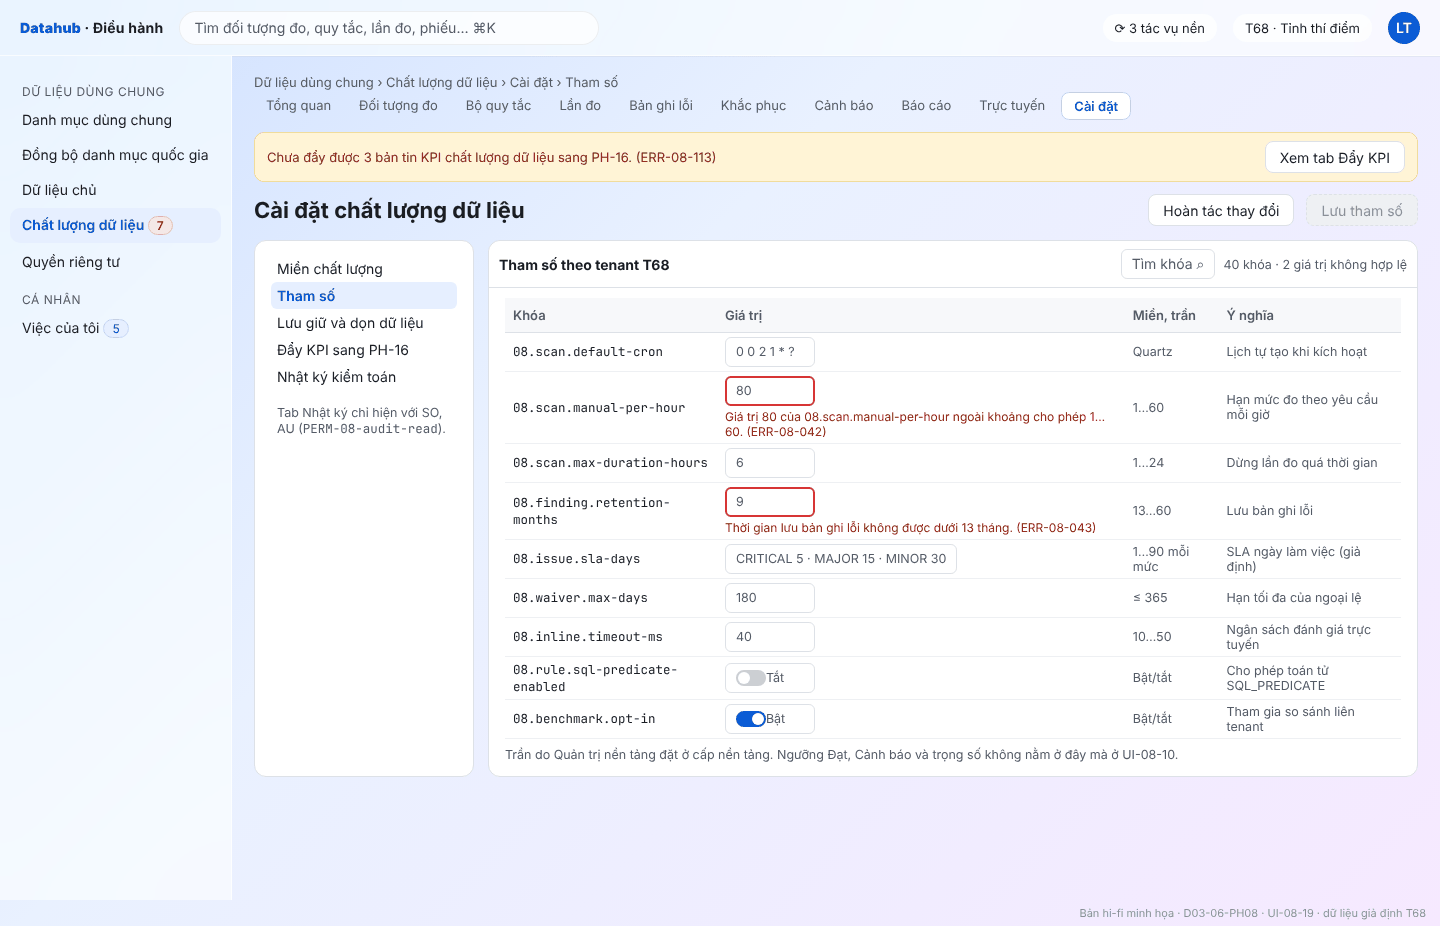 Datahub · Điều hành
Tìm đối tượng đo, quy tắc, lần đo, phiếu... ⌘K
⟳ 3 tác vụ nền
T68 · Tỉnh thí điểm
LT
DỮ LIỆU DÙNG CHUNG
Danh mục dùng chung
Đồng bộ danh mục quốc gia
Dữ liệu chủ
Chất lượng dữ liệu 7
Quyền riêng tư
CÁ NHÂN
Việc của tôi 5
Dữ liệu dùng chung › Chất lượng dữ liệu › Cài đặt › Tham số
Tổng quan Đối tượng đo Bộ quy tắc Lần đo Bản ghi lỗi Khắc phục Cảnh báo Báo cáo Trực tuyến Cài đặt
Chưa đẩy được 3 bản tin KPI chất lượng dữ liệu sang PH-16. (ERR-08-113)
Xem tab Đẩy KPI
Cài đặt chất lượng dữ liệu
Hoàn tác thay đổi
Lưu tham số
Miền chất lượng
Tham số
Lưu giữ và dọn dữ liệu
Đẩy KPI sang PH-16
Nhật ký kiểm toán
Tab Nhật ký chỉ hiện với SO,
AU (PERM-08-audit-read).
Tham số theo tenant T68
Tìm khóa ⌕
40 khóa · 2 giá trị không hợp lệ
Khóa Giá trị Miền, trần Ý nghĩa
08.scan.default-cron 0 0 2 1 * ? Quartz Lịch tự tạo khi kích hoạt
08.scan.manual-per-hour 80
Giá trị 80 của 08.scan.manual-per-hour ngoài khoảng cho phép 1...
60. (ERR-08-042)
1...60
Hạn mức đo theo yêu cầu
mỗi giờ
08.scan.max-duration-hours 6 1...24 Dừng lần đo quá thời gian
08.finding.retention-
months
9
Thời gian lưu bản ghi lỗi không được dưới 13 tháng. (ERR-08-043)
13...60 Lưu bản ghi lỗi
08.issue.sla-days CRITICAL 5 · MAJOR 15 · MINOR 30
1...90 mỗi
mức
SLA ngày làm việc (giả
định)
08.waiver.max-days 180 ≤ 365 Hạn tối đa của ngoại lệ
08.inline.timeout-ms 40 10...50
Ngân sách đánh giá trực
tuyến
08.rule.sql-predicate-
enabled
Tắt Bật/tắt
Cho phép toán tử
SQL_PREDICATE
08.benchmark.opt-in Bật Bật/tắt
Tham gia so sánh liên
tenant
Trần do Quản trị nền tảng đặt ở cấp nền tảng. Ngưỡng Đạt, Cảnh báo và trọng số không nằm ở đây mà ở UI-08-10.
Bản hi-fi minh họa · D03-06-PH08 · UI-08-19 · dữ liệu giả định T68